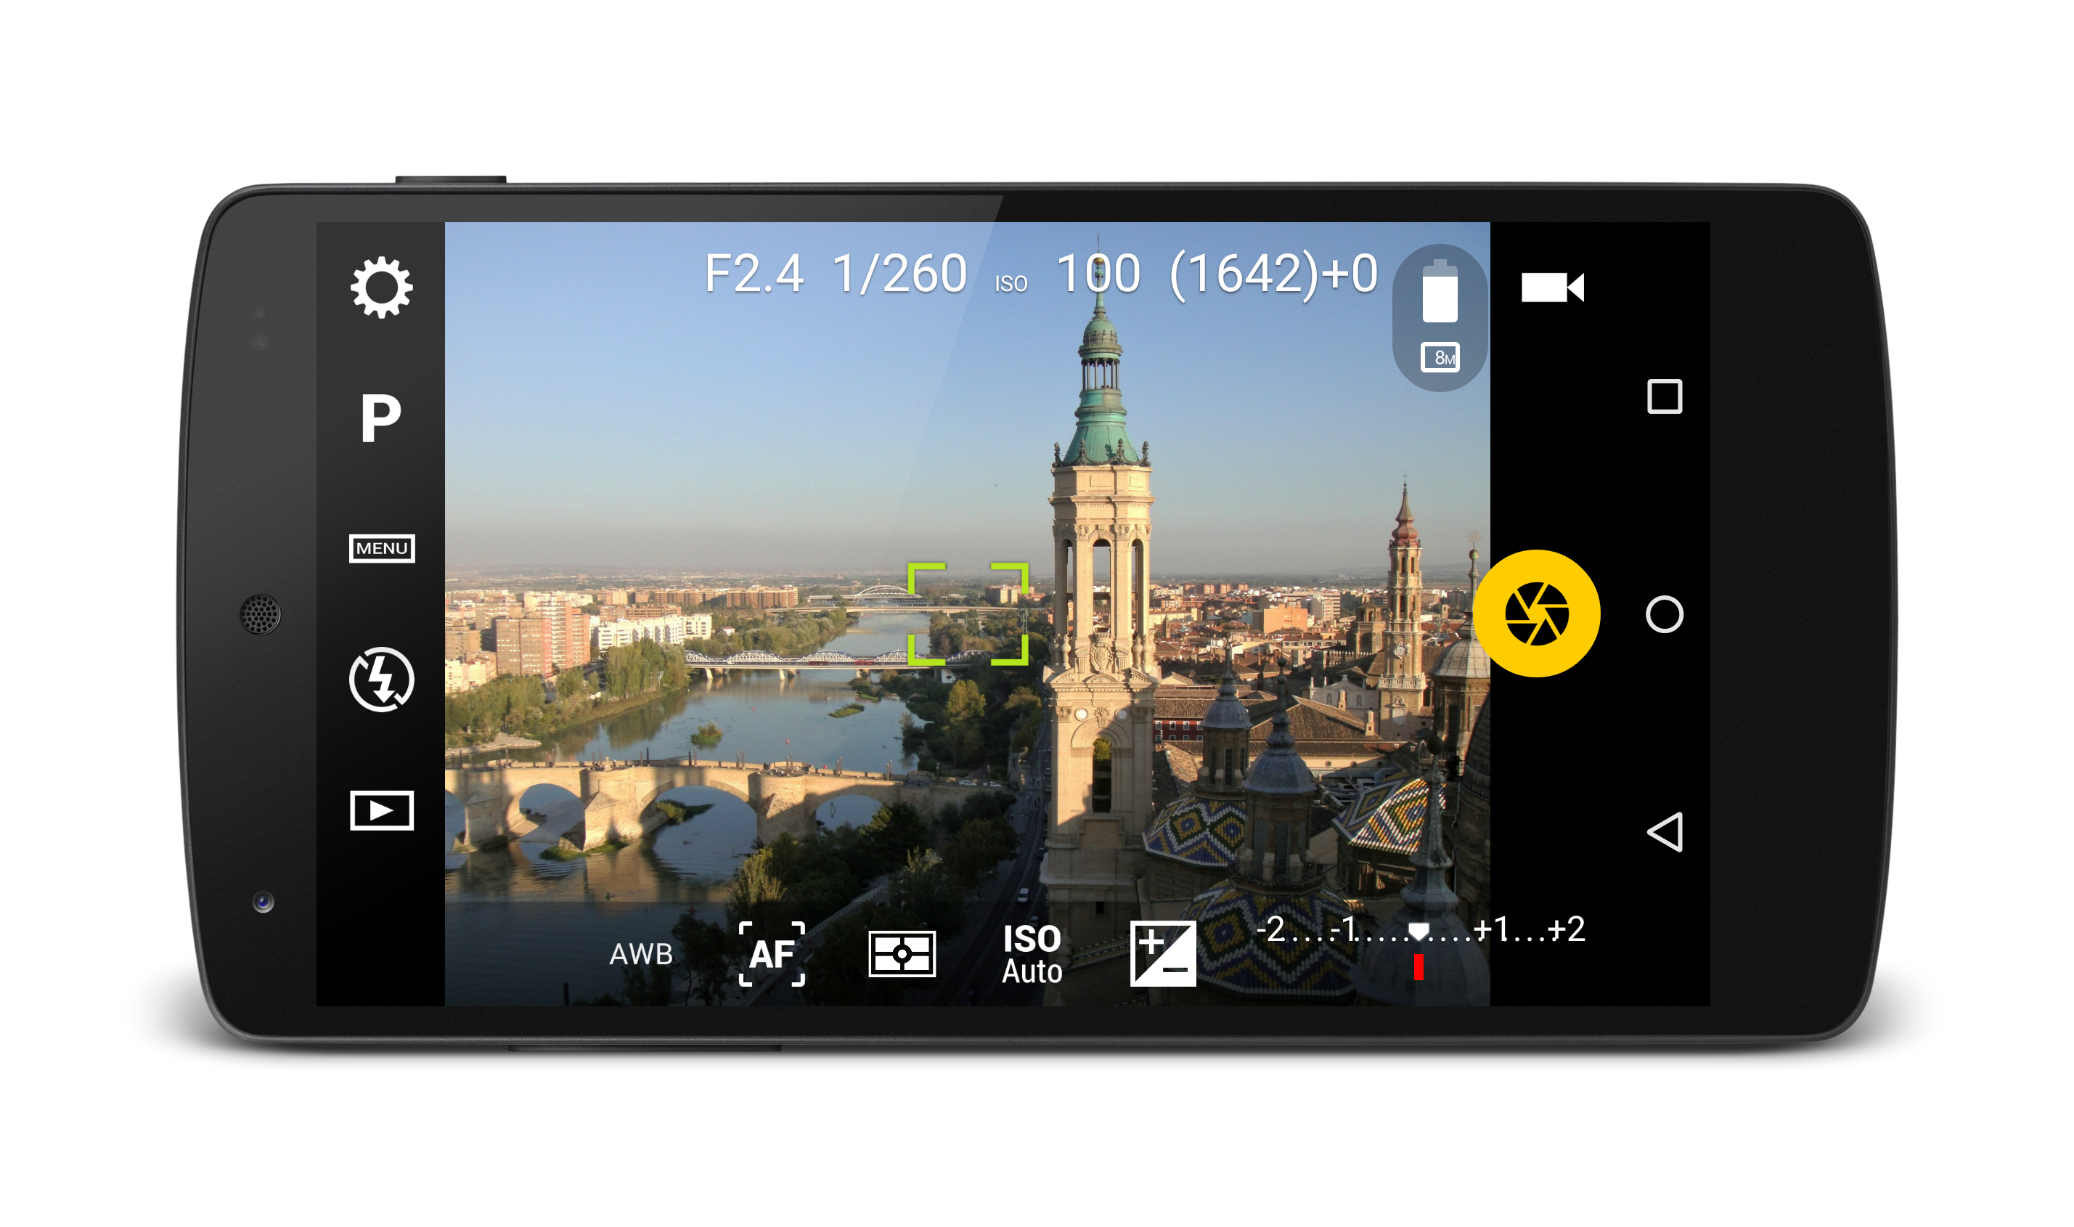 F2.4 1/260 ISO 100 (1642)+0
8M
P
MENU
AWB
AF
ISO
Auto
-2....-1.........+1...+2